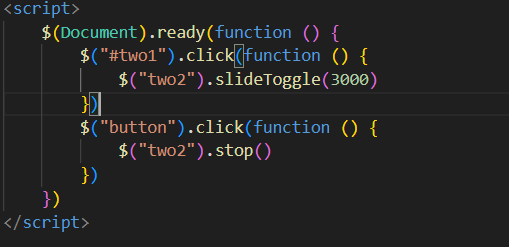 <script>
$(Document).ready(function () {
$("#two1").click(function () {
$("two2").slideToggle(3000)
})
$("button").click(function () {
$("two2").stop()
})
})
</script>